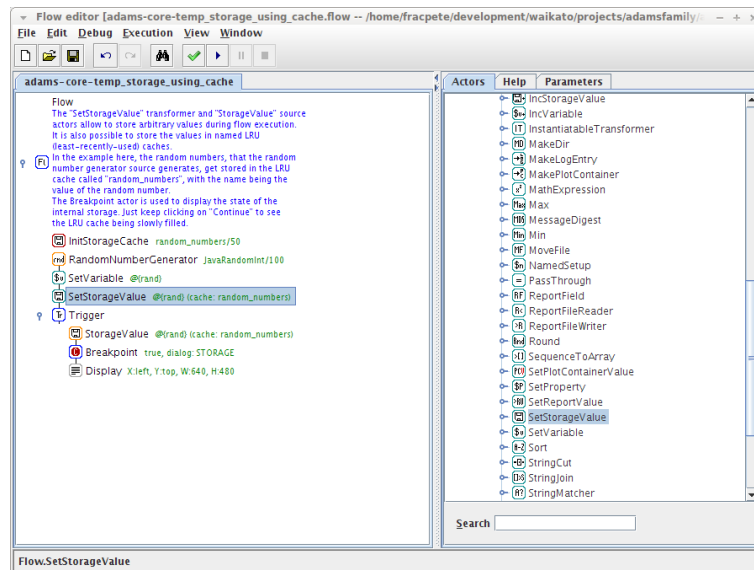 Flow editor [adams-core-temp_storage_using_cache.flow -- /home/fracpete/development/waikato/projects/adamsfamily/
File Edit Debug Execution View Window
adams-core-temp_storage_using_cache
Flow
The "SetStorageValue" transformer and "StorageValue" source
actors allow to store arbitrary values during flow execution.
It is also possible to store the values in named LRU
(least-recently-used) caches.
In the example here, the random numbers, that the random
number generator source generates, get stored in the LRU
cache called "random_numbers", with the name being the
value of the random number.
The Breakpoint actor is used to display the state of the
internal storage. Just keep clicking on "Continue" to see
the LRU cache being slowly filled.
InitStorageCache random_numbers/50
rnd RandomNumberGenerator JavaRandomInt/100
SetVariable @{rand}
SetStorageValue @{rand} (cache: random_numbers)
Tr Trigger
StorageValue @{rand} (cache: random_numbers)
Breakpoint true, dialog: STORAGE
Display X:left, Y:top, W:640, H:480
Actors Help Parameters
IncStorageValue
IncVariable
IT InstantiatableTransformer
MD MakeDir
MakeLogEntry
MakePlotContainer
MathExpression
Max Max
MessageDigest
Min Min
MF MoveFile
$n NamedSetup
= PassThrough
RF ReportField
R< ReportFileReader
>R ReportFileWriter
Round
SequenceToArray
SetPlotContainerValue
$P SetProperty
SetReportValue
SetStorageValue
SetVariable
A-Z Sort
StringCut
StringJoin
StringMatcher
Search
Flow.SetStorageValue